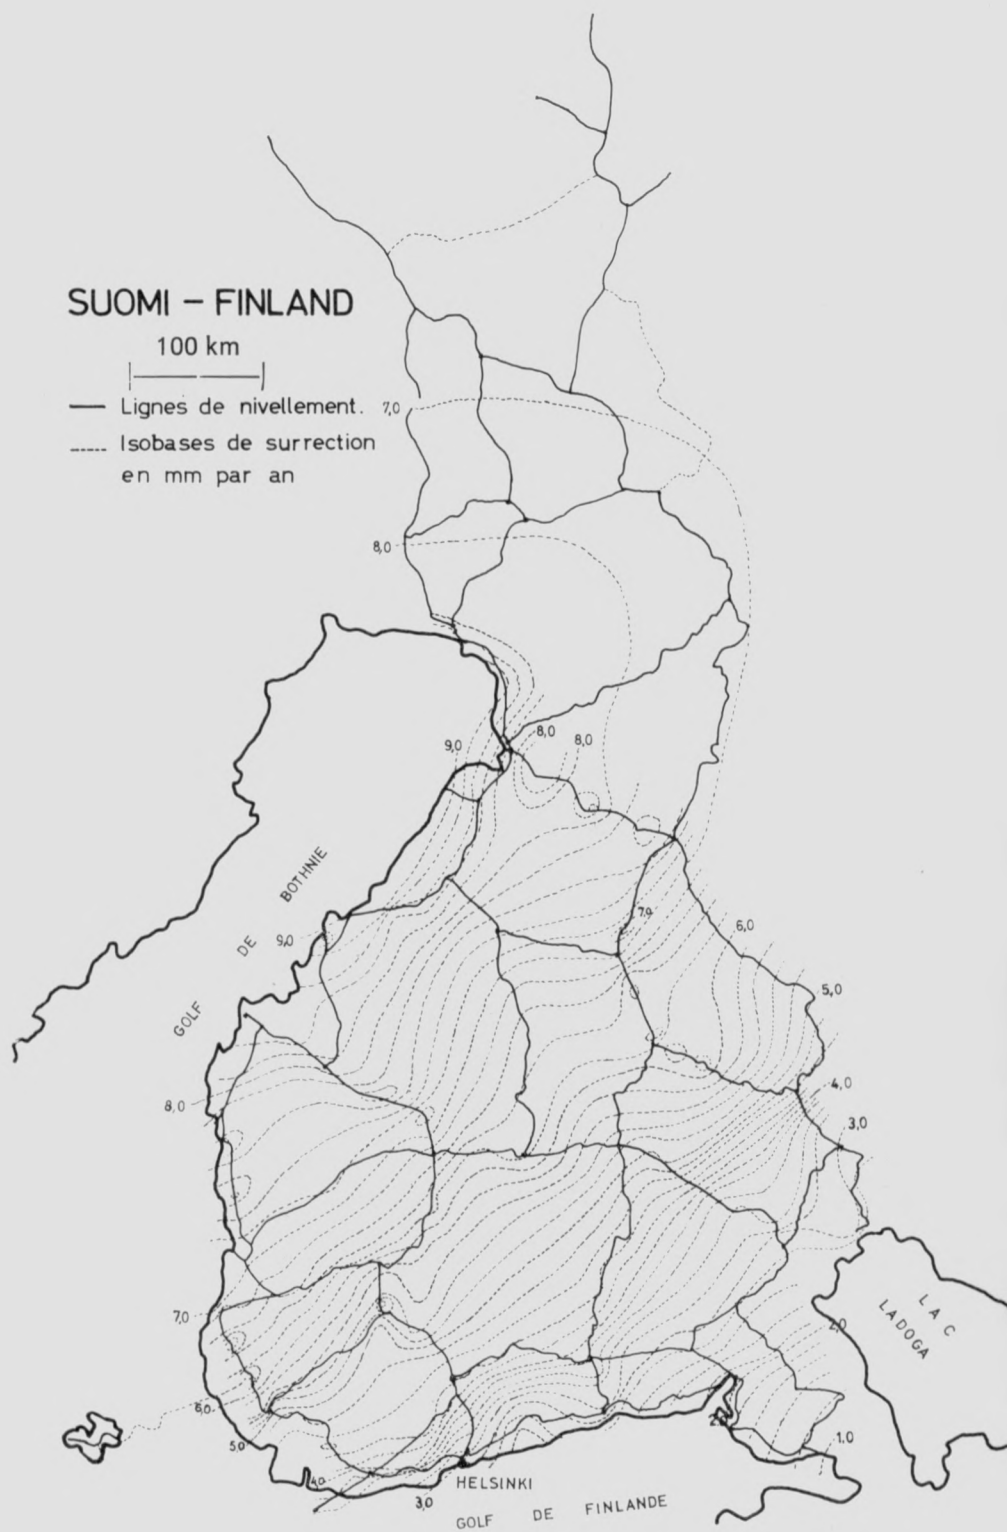 SUOMI – FINLAND
100 km
Lignes de nivellement.
Isobases de surrection
en mm par an
7,0
8,0
9,0
8,0
8,0
GOLF DE BOTHNIE
9,0
7,0
6,0
5,0
4,0
3,0
8,0
7,0
LAC
LADOGA
2,0
6,0
5,0
4,0
3,0
1,0
HELSINKI
GOLF DE FINLANDE